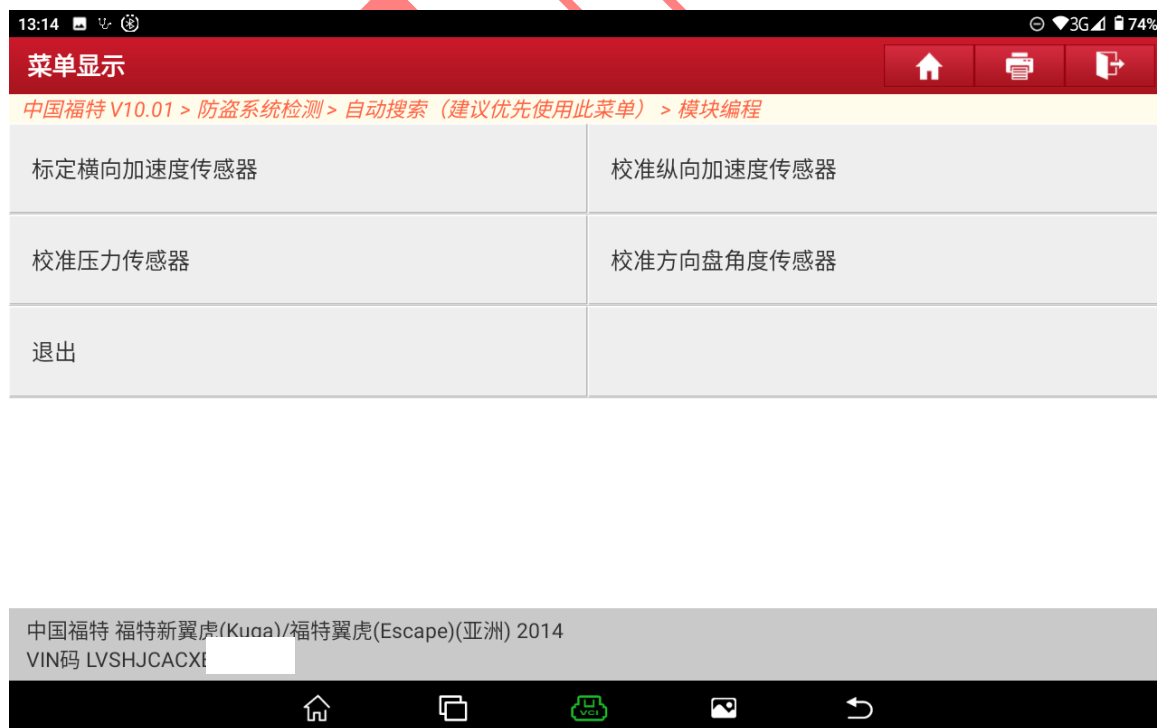 13:14 3G 74%
菜单显示
中国福特 V10.01 > 防盗系统检测 > 自动搜索（建议优先使用此菜单） > 模块编程
标定横向加速度传感器 校准纵向加速度传感器
校准压力传感器 校准方向盘角度传感器
退出
中国福特 福特新翼虎(Kuga)/福特翼虎(Escape)(亚洲) 2014
VIN码 LVSHJCACX
VCI